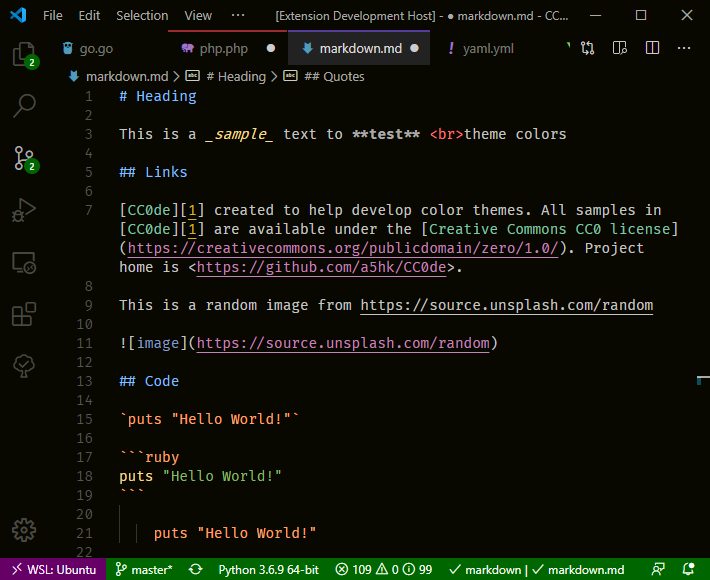 File Edit Selection View ··· [Extension Development Host] - ● markdown.md - CC...
go.go php.php ● markdown.md ● ! yaml.yml
markdown.md > # Heading > ## Quotes
2
2
1 # Heading
2
3 This is a _sample_ text to **test** <br>theme colors
4
5 ## Links
6
7 [CC0de][1] created to help develop color themes. All samples in
[CC0de][1] are available under the [Creative Commons CC0 license]
(https://creativecommons.org/publicdomain/zero/1.0/). Project
home is <https://github.com/a5hk/CC0de>.
8
9 This is a random image from https://source.unsplash.com/random
10
11 ![image](https://source.unsplash.com/random)
12
13 ## Code
14
15 `puts "Hello World!"`
16
17 ```ruby
18 puts "Hello World!"
19 ```
20
21 puts "Hello World!"
22
WSL: Ubuntu master* Python 3.6.9 64-bit 109 0 99 markdown | markdown.md